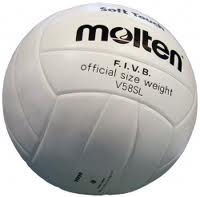 Soft Touch
molten
F.I.V.B.
official size weight
V58SL